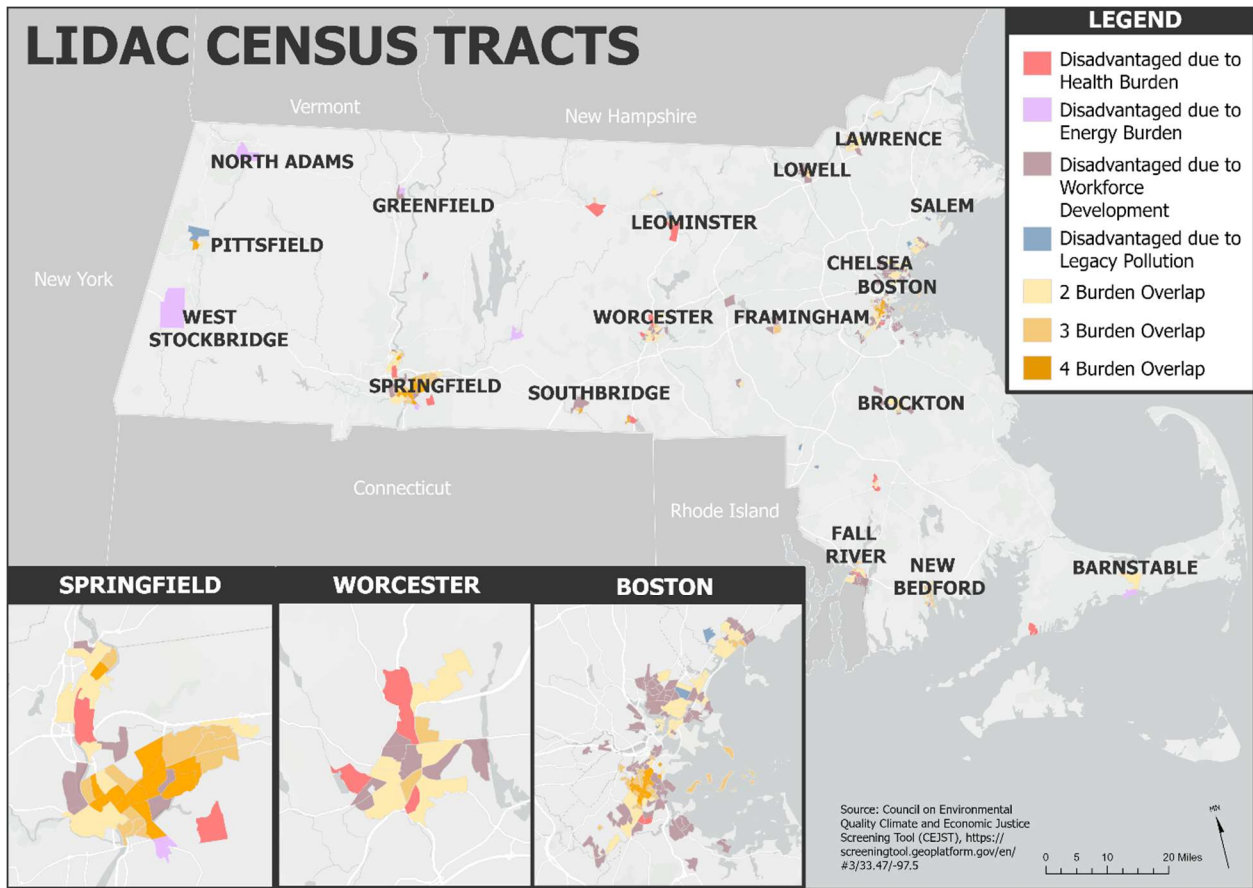 LIDAC CENSUS TRACTS
LEGEND
Disadvantaged due to
Health Burden
Disadvantaged due to
Energy Burden
Disadvantaged due to
Workforce
Development
Disadvantaged due to
Legacy Pollution
2 Burden Overlap
3 Burden Overlap
4 Burden Overlap
Vermont
New Hampshire
New York
Connecticut
Rhode Island
LAWRENCE
NORTH ADAMS
LOWELL
GREENFIELD
SALEM
LEOMINSTER
PITTSFIELD
CHELSEA
BOSTON
WEST
STOCKBRIDGE
WORCESTER
FRAMINGHAM
SPRINGFIELD
SOUTHBRIDGE
BROCKTON
FALL
RIVER
NEW
BEDFORD
BARNSTABLE
SPRINGFIELD
WORCESTER
BOSTON
Source: Council on Environmental
Quality Climate and Economic Justice
Screening Tool (CEJST), https://
screeningtool.geoplatform.gov/en/
#3/33.47/-97.5
MN
0 5 10 20 Miles